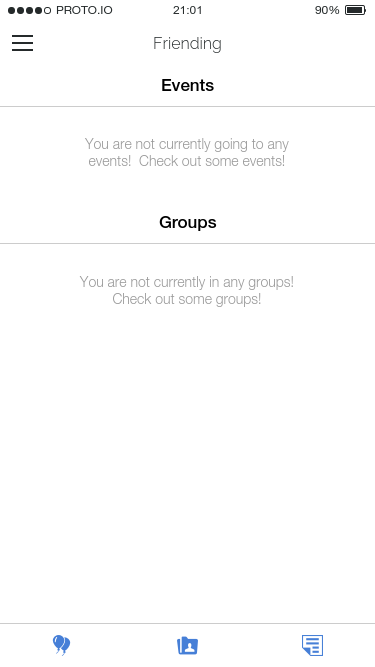 PROTO.IO 21:01 90%
Friending
Events
You are not currently going to any
events!  Check out some events!
Groups
You are not currently in any groups!
Check out some groups!